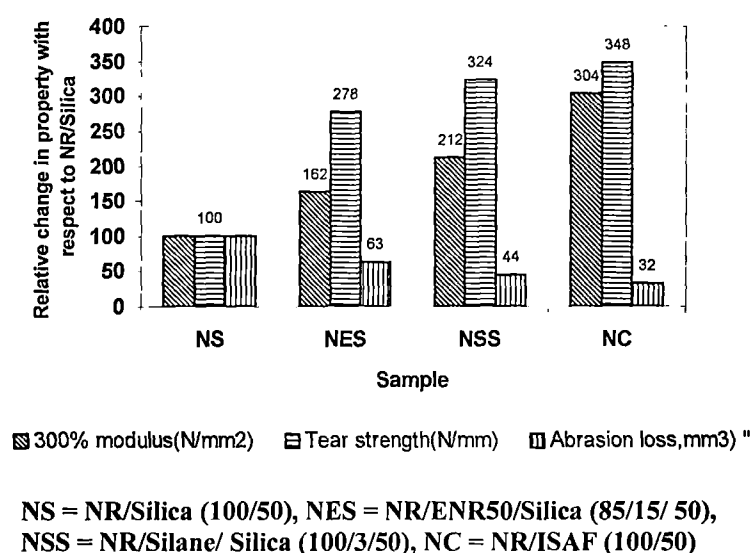 Relative change in property with
respect to NR/Silica
400
350
300
250
200
150
100
50
0
100
162
278
63
212
324
44
304
348
32
NS
NES
NSS
NC
Sample
300% modulus(N/mm2)
Tear strength(N/mm)
Abrasion loss,mm3) "
NS = NR/Silica (100/50), NES = NR/ENR50/Silica (85/15/ 50),
NSS = NR/Silane/ Silica (100/3/50), NC = NR/ISAF (100/50)